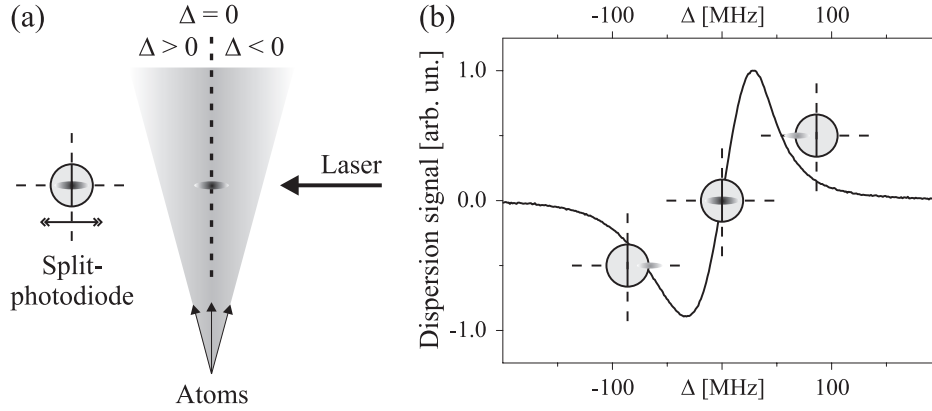 (a)
Δ = 0
Δ > 0
Δ < 0
Laser
Split-
photodiode
Atoms
(b)
-100
Δ [MHz]
100
Dispersion signal [arb. un.]
1.0
0.0
-1.0
-100
Δ [MHz]
100